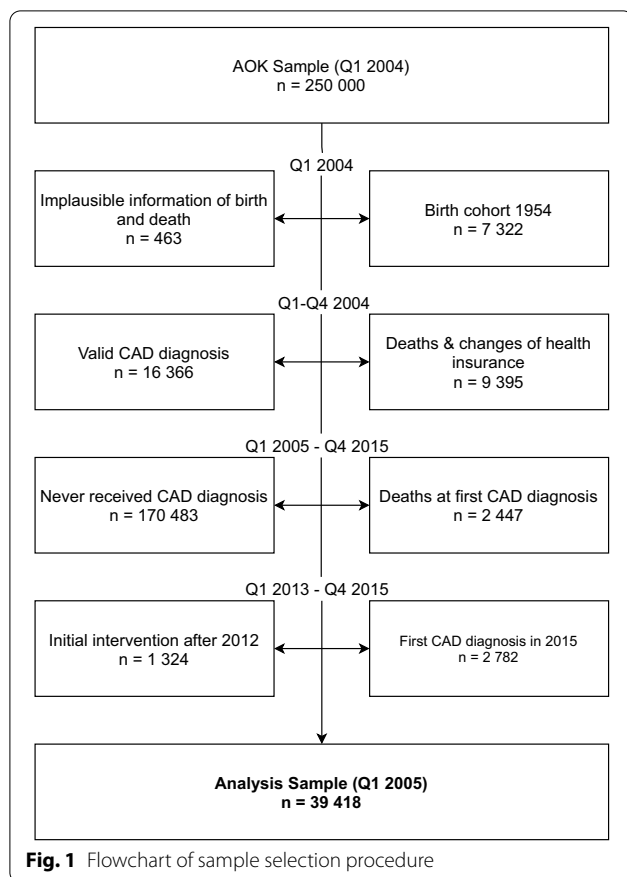 AOK Sample (Q1 2004)
n = 250 000
Q1 2004
Implausible information of birth
and death
n = 463
Birth cohort 1954
n = 7 322
Q1-Q4 2004
Valid CAD diagnosis
n = 16 366
Deaths & changes of health
insurance
n = 9 395
Q1 2005 - Q4 2015
Never received CAD diagnosis
n = 170 483
Deaths at first CAD diagnosis
n = 2 447
Q1 2013 - Q4 2015
Initial intervention after 2012
n = 1 324
First CAD diagnosis in 2015
n = 2 782
Analysis Sample (Q1 2005)
n = 39 418
Fig. 1 Flowchart of sample selection procedure